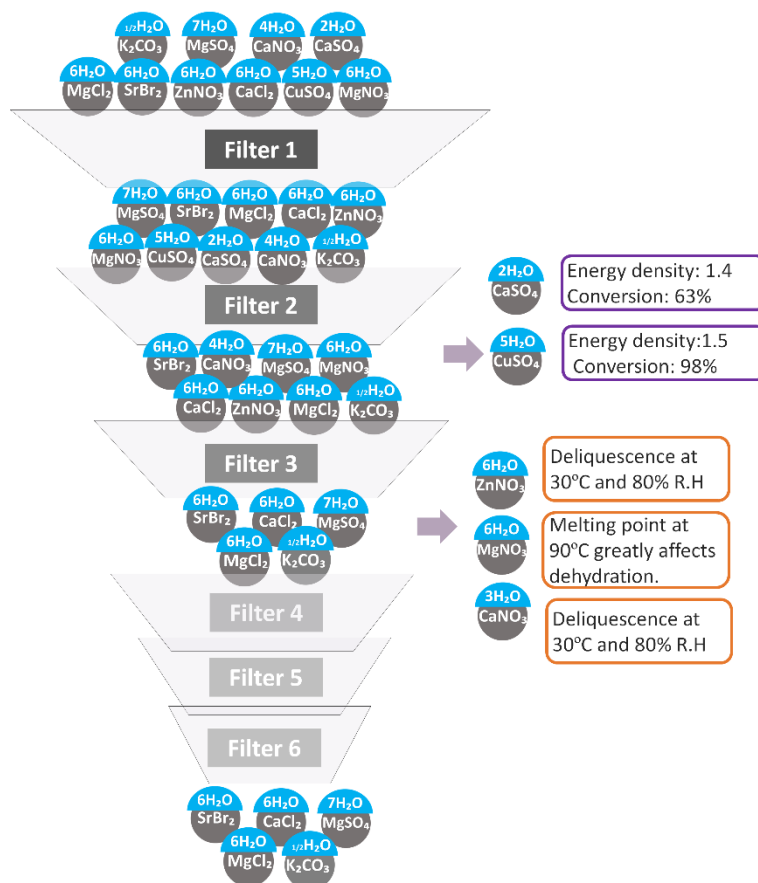 ½H₂O 7H₂O 4H₂O 2H₂O
K₂CO₃ MgSO₄ CaNO₃ CaSO₄
6H₂O 6H₂O 6H₂O 6H₂O 5H₂O 6H₂O
MgCl₂ SrBr₂ ZnNO₃ CaCl₂ CuSO₄ MgNO₃
Filter 1
7H₂O 6H₂O 6H₂O 6H₂O 6H₂O
MgSO₄ SrBr₂ MgCl₂ CaCl₂ ZnNO₃
6H₂O 5H₂O 2H₂O 4H₂O ½H₂O
MgNO₃ CuSO₄ CaSO₄ CaNO₃ K₂CO₃
Filter 2
2H₂O
CaSO₄
Energy density: 1.4
Conversion: 63%
5H₂O
CuSO₄
Energy density:1.5
Conversion: 98%
6H₂O 4H₂O 7H₂O 6H₂O
SrBr₂ CaNO₃ MgSO₄ MgNO₃
6H₂O 6H₂O 6H₂O ½H₂O
CaCl₂ ZnNO₃ MgCl₂ K₂CO₃
Filter 3
6H₂O
ZnNO₃
Deliquescence at
30ºC and 80% R.H
6H₂O
MgNO₃
Melting point at
90ºC greatly affects
dehydration.
3H₂O
CaNO₃
Deliquescence at
30ºC and 80% R.H
6H₂O 6H₂O 7H₂O
SrBr₂ CaCl₂ MgSO₄
6H₂O ½H₂O
MgCl₂ K₂CO₃
Filter 4
Filter 5
Filter 6
6H₂O 6H₂O 7H₂O
SrBr₂ CaCl₂ MgSO₄
6H₂O ½H₂O
MgCl₂ K₂CO₃